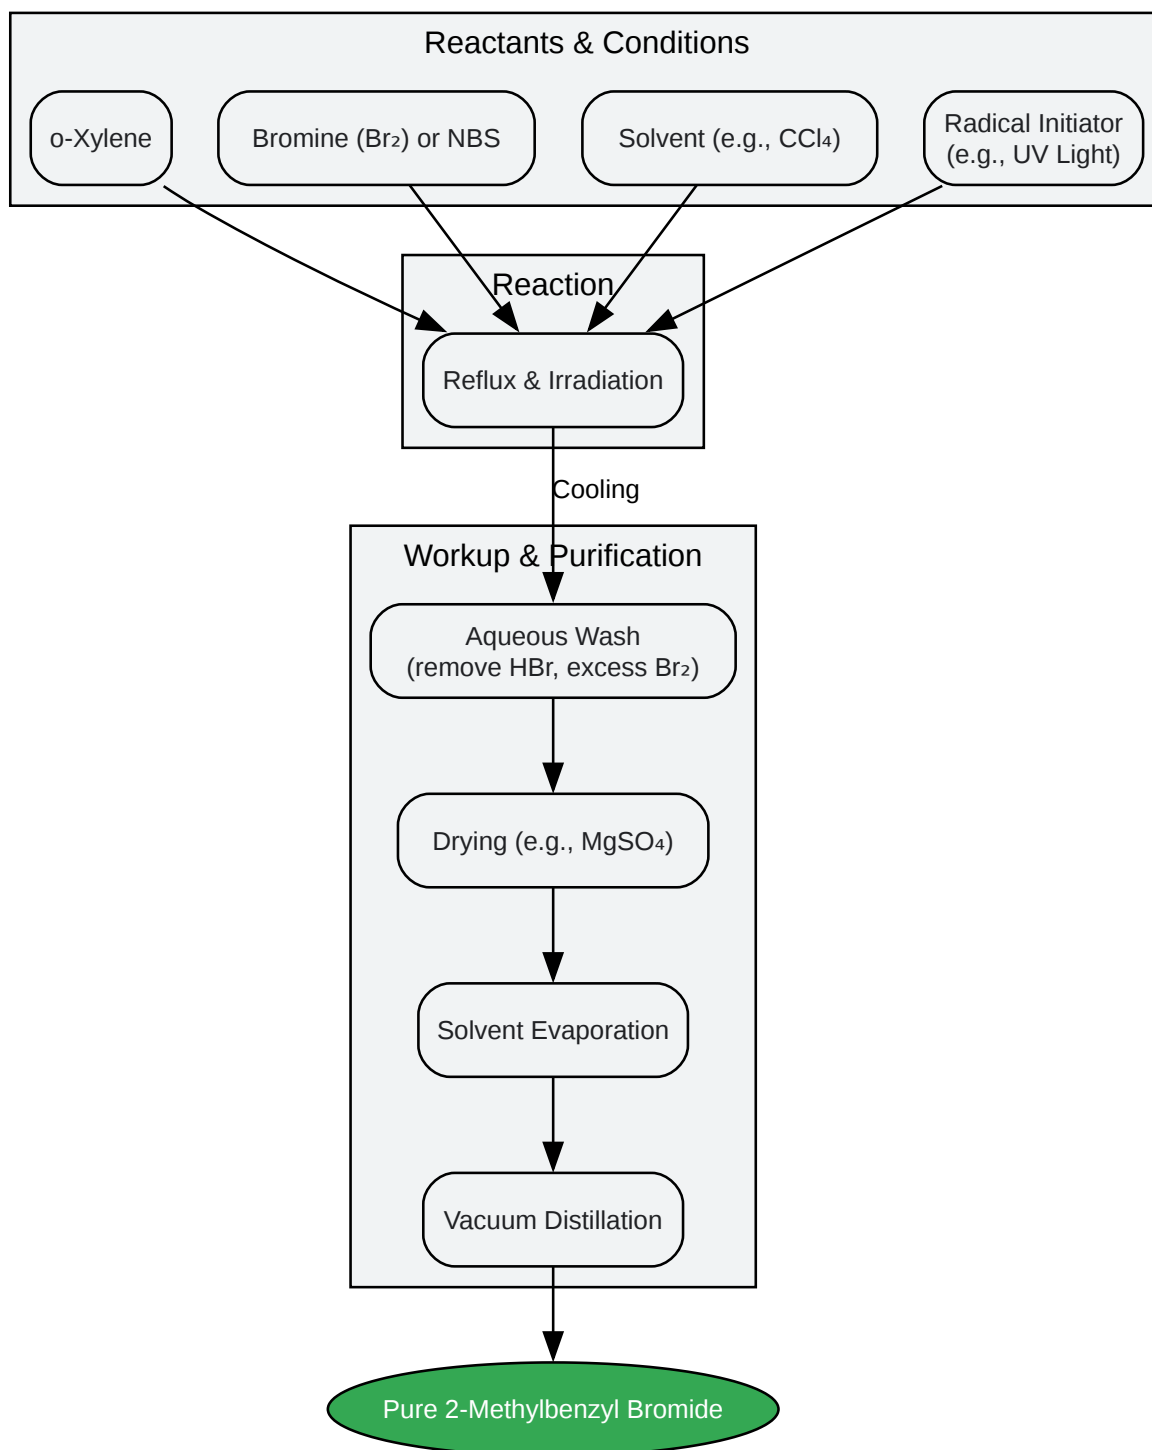 Reactants & Conditions
o-Xylene
Bromine (Br₂) or NBS
Solvent (e.g., CCl₄)
Radical Initiator
(e.g., UV Light)
Reaction
Reflux & Irradiation
Cooling
Workup & Purification
Aqueous Wash
(remove HBr, excess Br₂)
Drying (e.g., MgSO₄)
Solvent Evaporation
Vacuum Distillation
Pure 2-Methylbenzyl Bromide